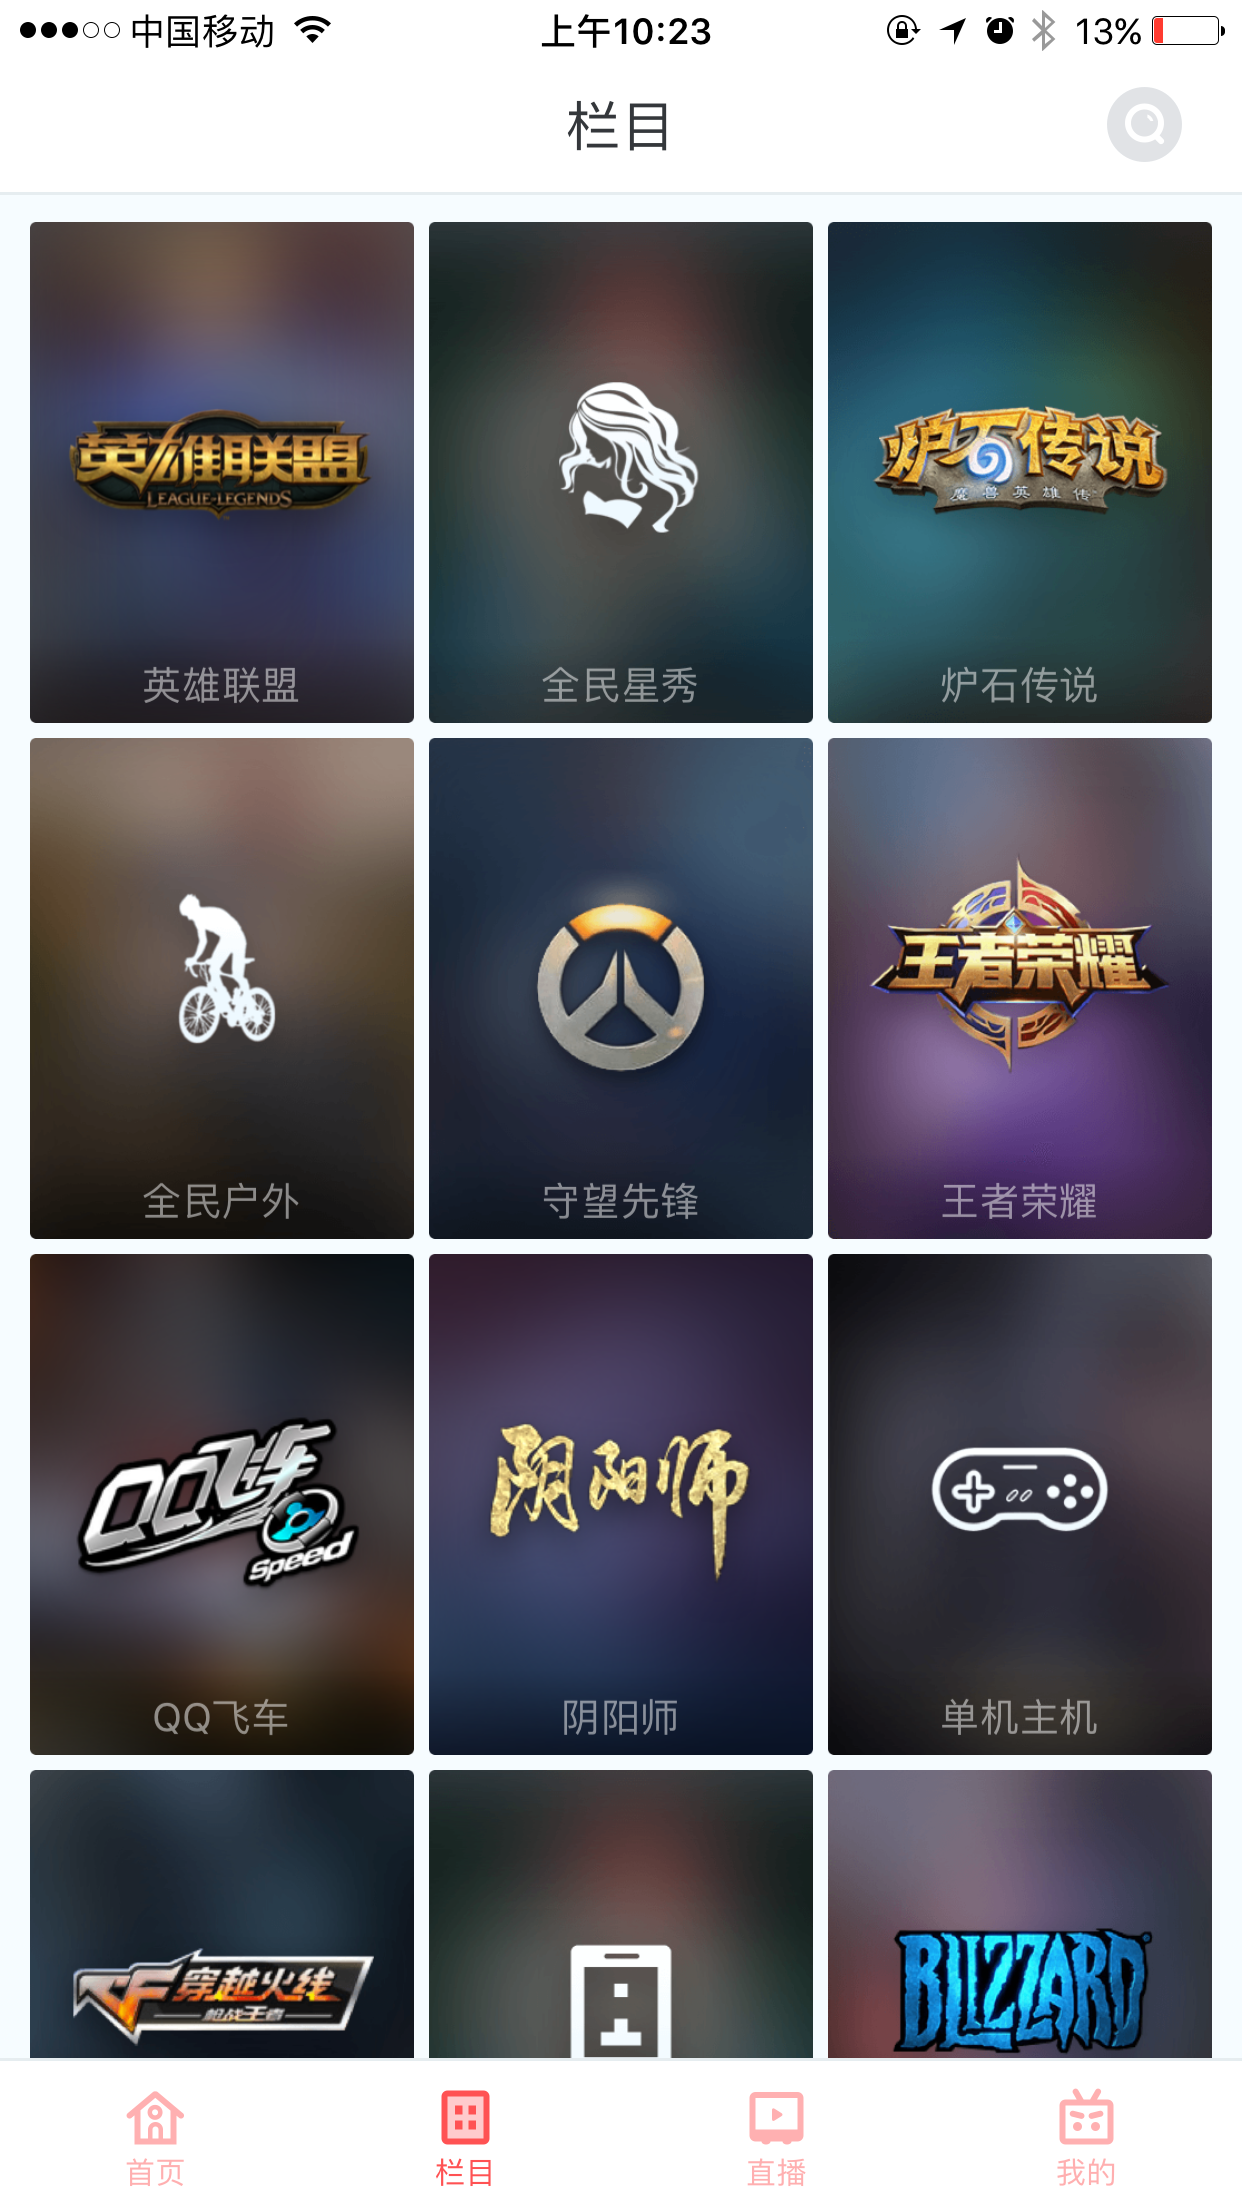 中国移动 上午10:23 13%
栏目
英雄联盟
LEAGUE OF LEGENDS
炉石传说
魔兽英雄传
英雄联盟 全民星秀 炉石传说
王者荣耀
全民户外 守望先锋 王者荣耀
QQ飞车
speed
阴阳师
QQ飞车 阴阳师 单机主机
CF 穿越火线
枪战王者
BLIZZARD
首页 栏目 直播 我的